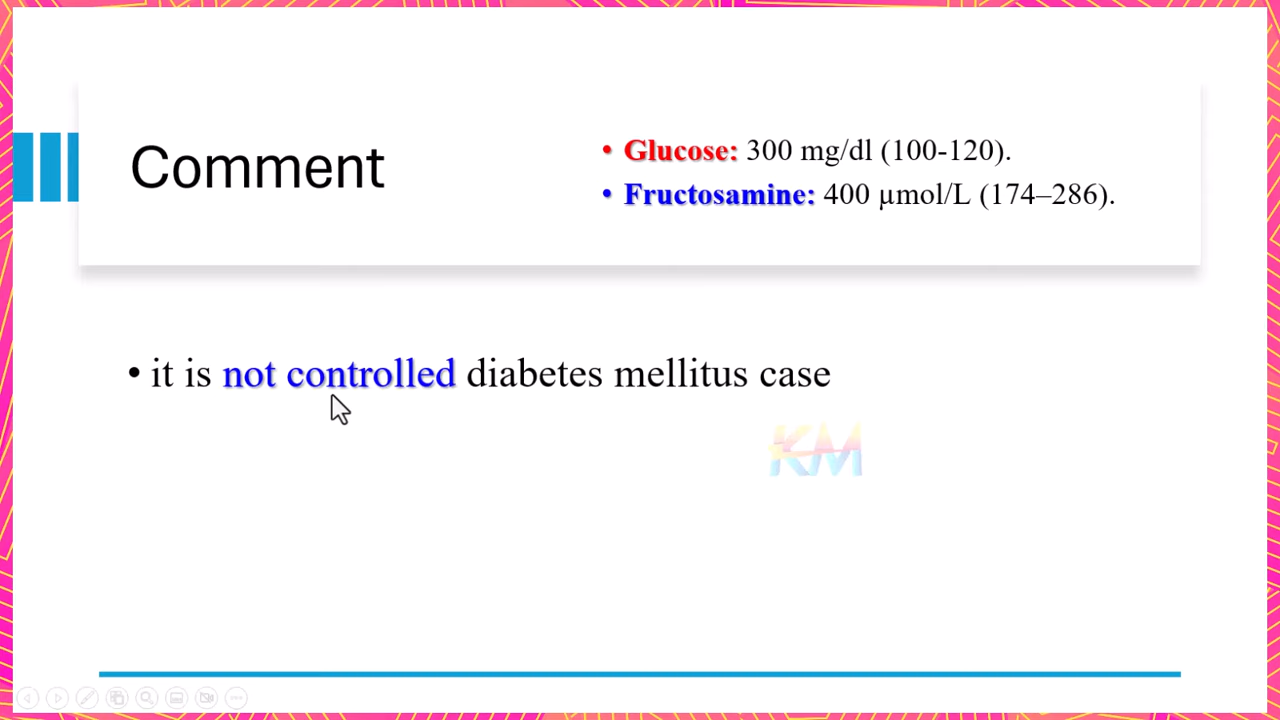 Comment
• Glucose: 300 mg/dl (100-120).
• Fructosamine: 400 µmol/L (174–286).
• it is not controlled diabetes mellitus case
KM